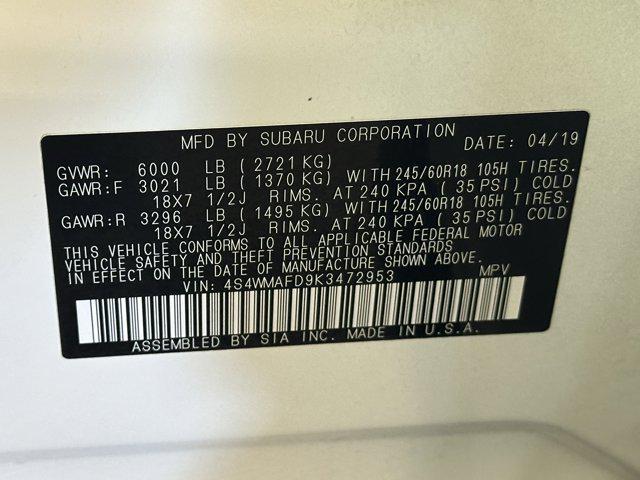 MFD BY SUBARU CORPORATION DATE: 04/19
GVWR: 6000 LB ( 2721 KG)
GAWR:F 3021 LB ( 1370 KG) WITH 245/60R18 105H TIRES.
18X7 1/2J RIMS. AT 240 KPA ( 35 PSI) COLD
GAWR:R 3296 LB ( 1495 KG) WITH 245/60R18 105H TIRES.
18X7 1/2J RIMS. AT 240 KPA ( 35 PSI) COLD
THIS VEHICLE CONFORMS TO ALL APPLICABLE FEDERAL MOTOR
VEHICLE SAFETY AND THEFT PREVENTION STANDARDS
IN EFFECT ON THE DATE OF MANUFACTURE SHOWN ABOVE.
VIN: 4S4WMAFD9K3472953 MPV
ASSEMBLED BY SIA INC. MADE IN U.S.A.